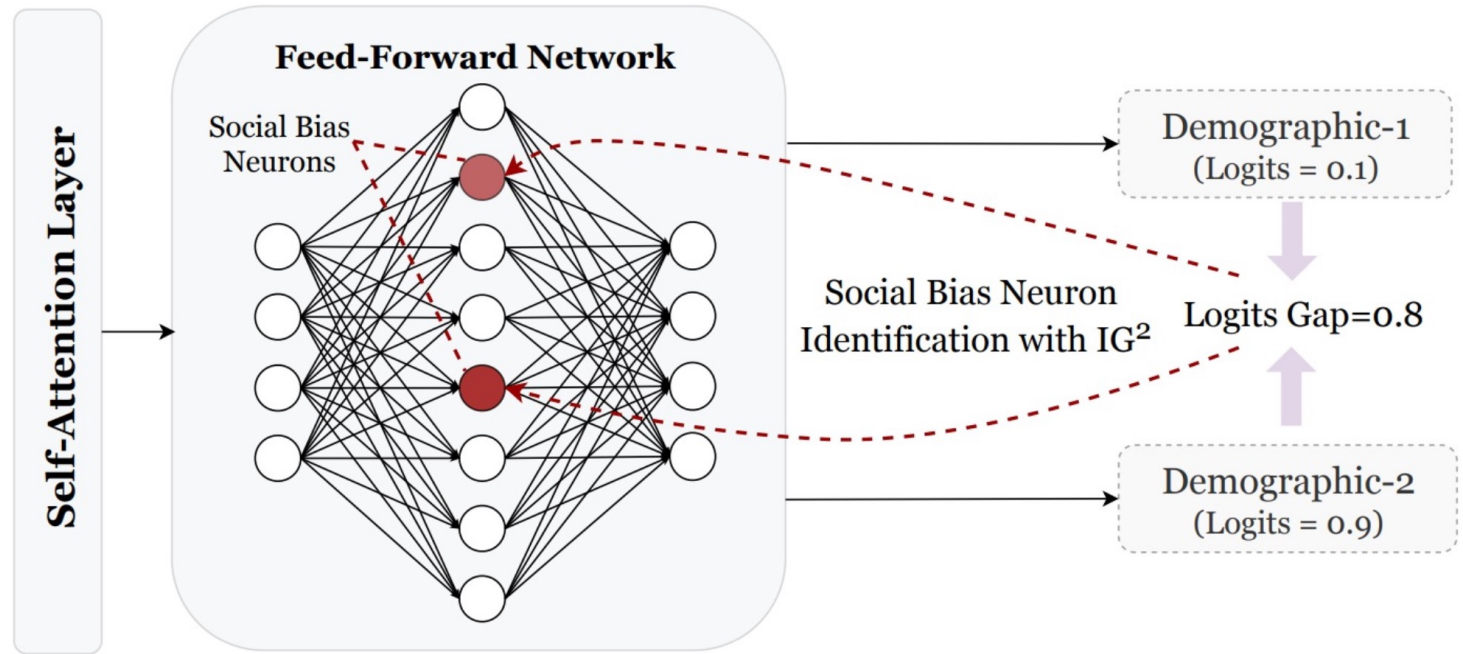 Self-Attention Layer
Feed-Forward Network
Social Bias
Neurons
Social Bias Neuron
Identification with IG²
Demographic-1
(Logits = 0.1)
Logits Gap=0.8
Demographic-2
(Logits = 0.9)